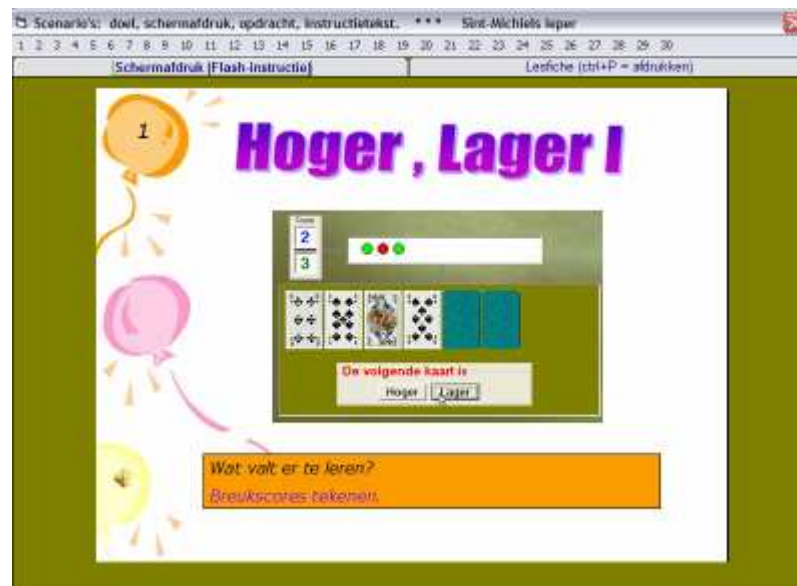 Scenario's: doel, schermafdruk, opdracht, instructietekst. * * * Sint-Michiels Ieper
1 2 3 4 5 6 7 8 9 10 11 12 13 14 15 16 17 18 19 20 21 22 23 24 25 26 27 28 29 30
Schermafdruk (Flash-instructie) Lesfiche (ctrl+P = afdrukken)
1
Hoger , Lager I
2
3
De volgende kaart is
Hoger Lager
Wat valt er te leren?
Breukscores tekenen.